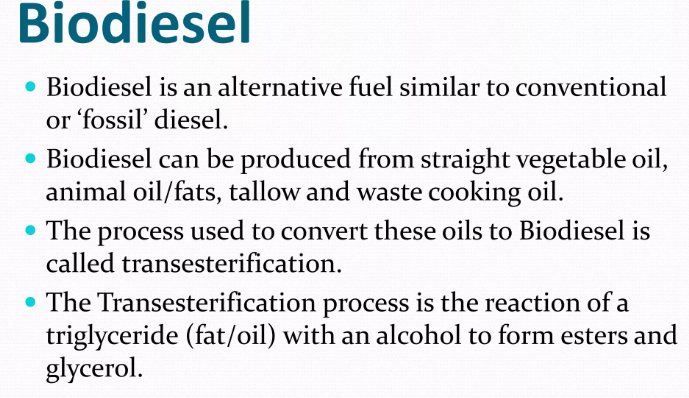 Biodiesel
• Biodiesel is an alternative fuel similar to conventional
or ‘fossil’ diesel.
• Biodiesel can be produced from straight vegetable oil,
animal oil/fats, tallow and waste cooking oil.
• The process used to convert these oils to Biodiesel is
called transesterification.
• The Transesterification process is the reaction of a
triglyceride (fat/oil) with an alcohol to form esters and
glycerol.